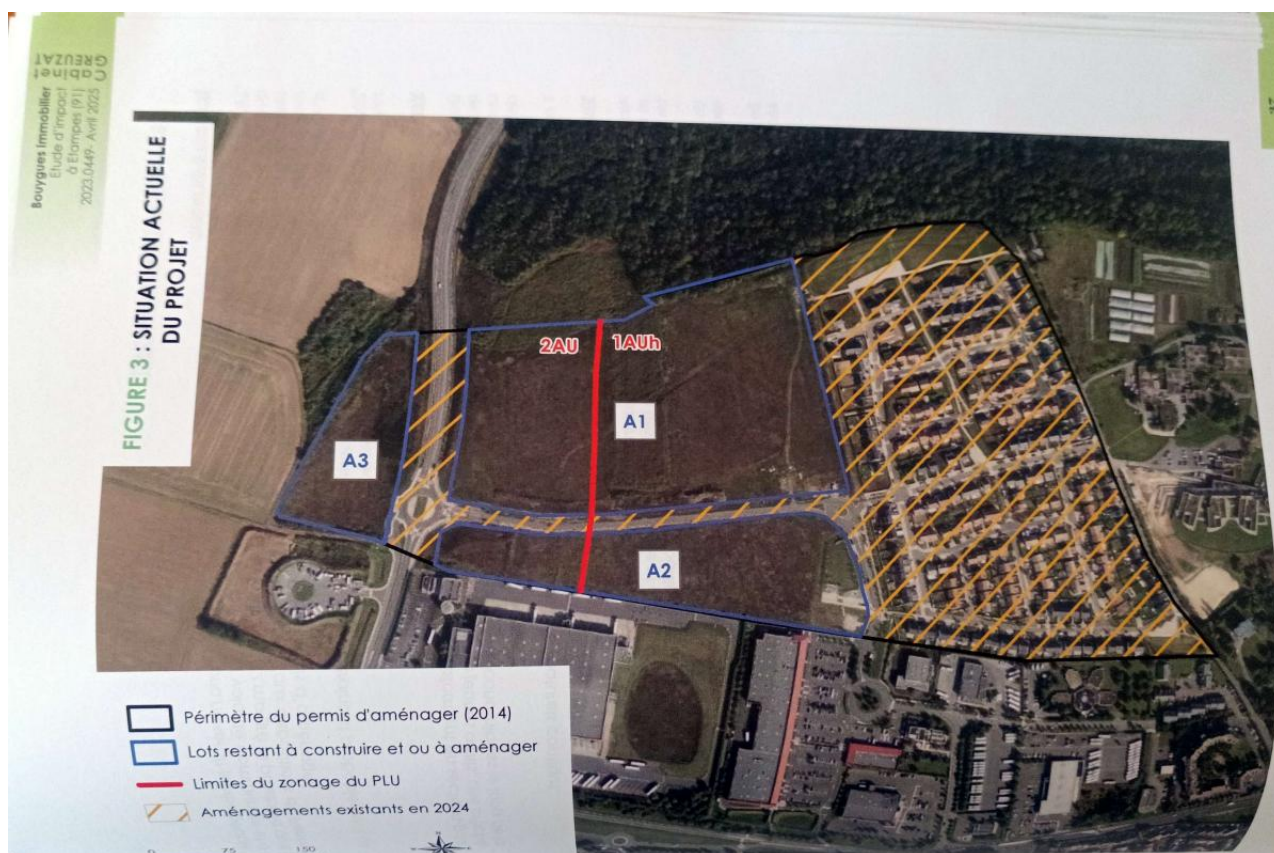 Cabinet
GREUZAT
Bouygues Immobilier
Etude d'impact
à Etampes (91)
2023.0449- Avril 2025
FIGURE 3 : SITUATION ACTUELLE
DU PROJET
2AU
1AUh
A1
A3
A2
Périmètre du permis d'aménager (2014)
Lots restant à construire et ou à aménager
Limites du zonage du PLU
Aménagements existants en 2024
0 75 150